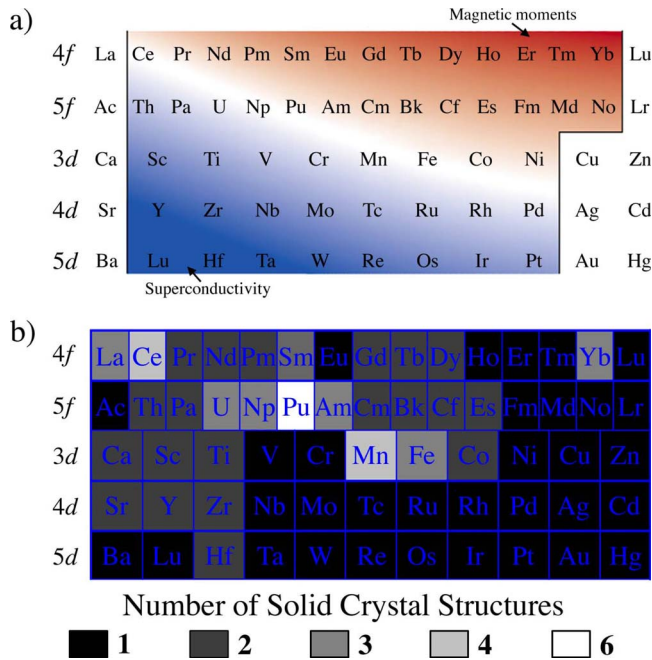 a)
Magnetic moments
4f La Ce Pr Nd Pm Sm Eu Gd Tb Dy Ho Er Tm Yb Lu
5f Ac Th Pa U Np Pu Am Cm Bk Cf Es Fm Md No Lr
3d Ca Sc Ti V Cr Mn Fe Co Ni Cu Zn
4d Sr Y Zr Nb Mo Tc Ru Rh Pd Ag Cd
5d Ba Lu Hf Ta W Re Os Ir Pt Au Hg
Superconductivity
b)
4f La Ce Pr Nd Pm Sm Eu Gd Tb Dy Ho Er Tm Yb Lu
5f Ac Th Pa U Np Pu Am Cm Bk Cf Es Fm Md No Lr
3d Ca Sc Ti V Cr Mn Fe Co Ni Cu Zn
4d Sr Y Zr Nb Mo Tc Ru Rh Pd Ag Cd
5d Ba Lu Hf Ta W Re Os Ir Pt Au Hg
Number of Solid Crystal Structures
1 2 3 4 6